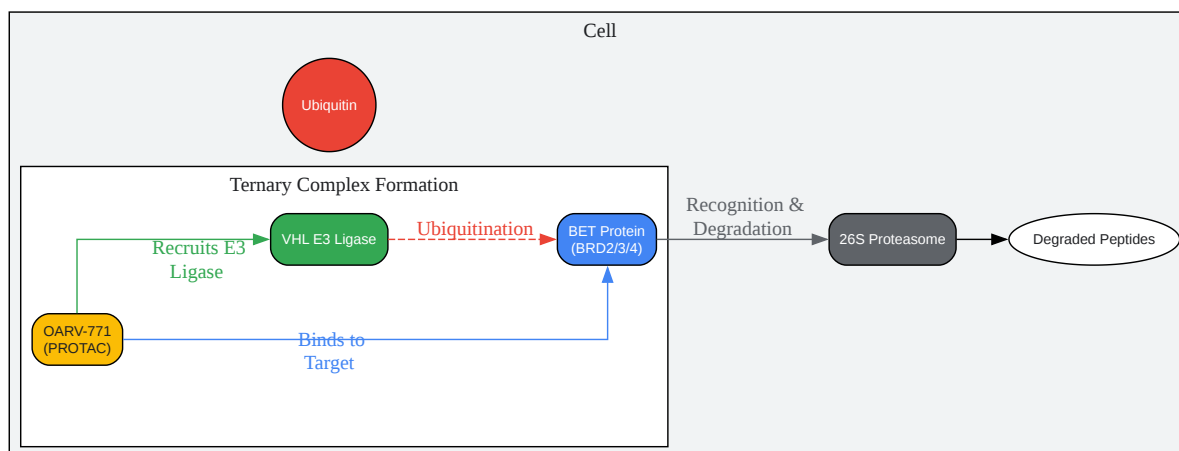 Cell
Ubiquitin
Ternary Complex Formation
Recruits E3
Ligase
VHL E3 Ligase
Ubiquitination
BET Protein
(BRD2/3/4)
Recognition &
Degradation
26S Proteasome
Degraded Peptides
OARV-771
(PROTAC)
Binds to
Target